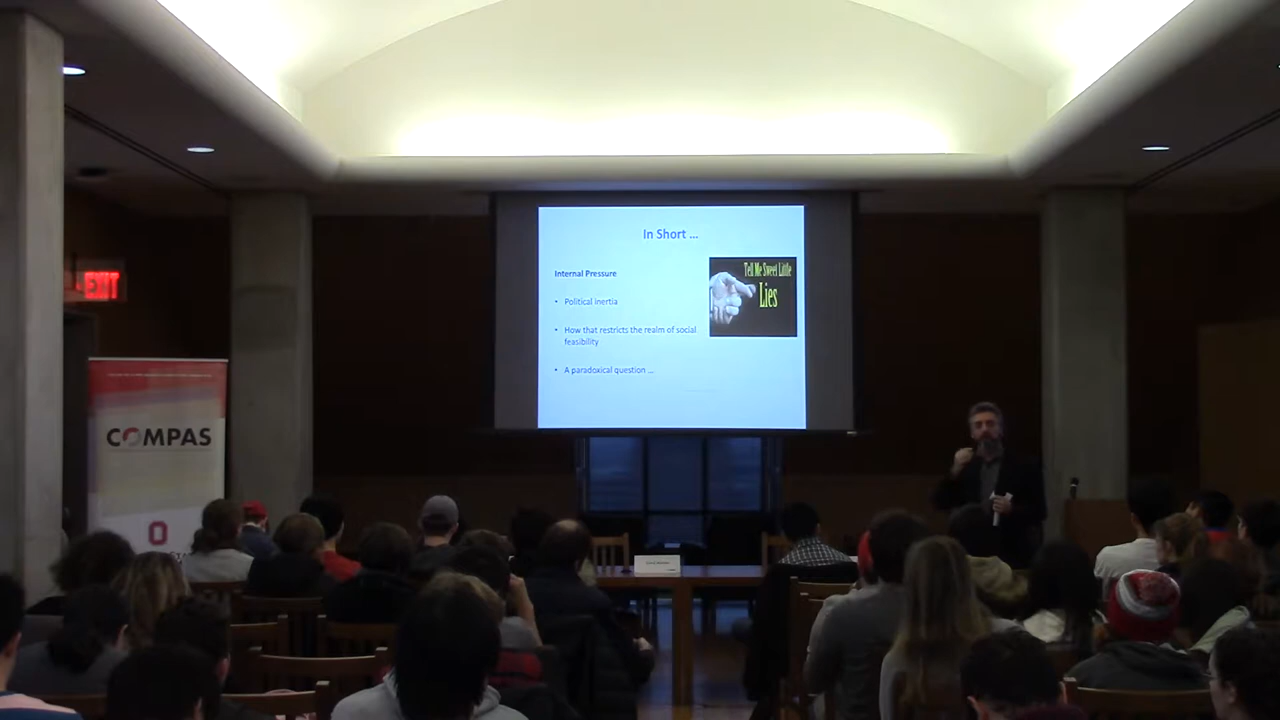 In Short ...
Internal Pressure
• Political inertia
• How that restricts the realm of social
feasibility
• A paradoxical question ...
Tell Me Sweet Little
Lies
EXIT
COMPAS